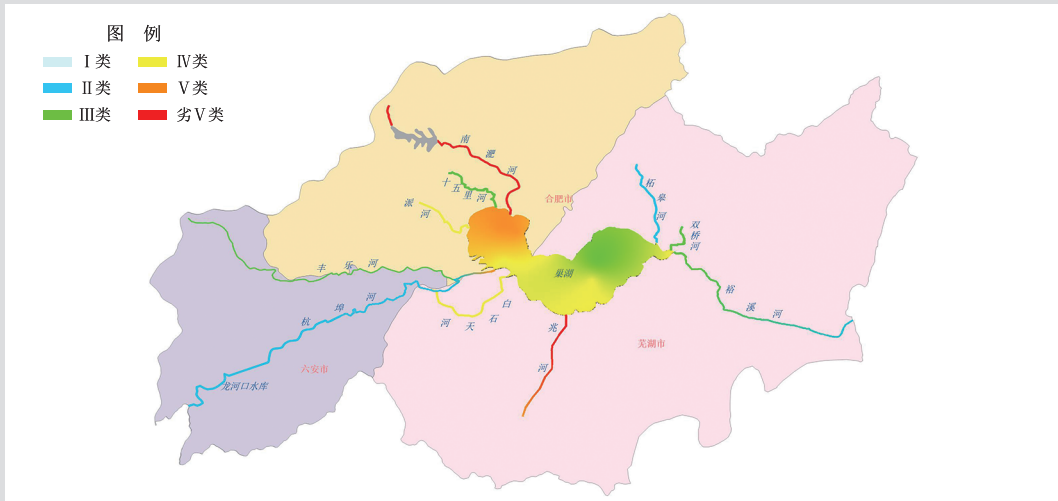 图 例
Ⅰ类
Ⅳ类
Ⅱ类
Ⅴ类
Ⅲ类
劣Ⅴ类
南淝河
十五里河
派河
合肥市
柘皋河
双桥河
丰乐河
巢湖
杭埠河
裕溪河
白石天河
兆河
芜湖市
六安市
龙河口水库